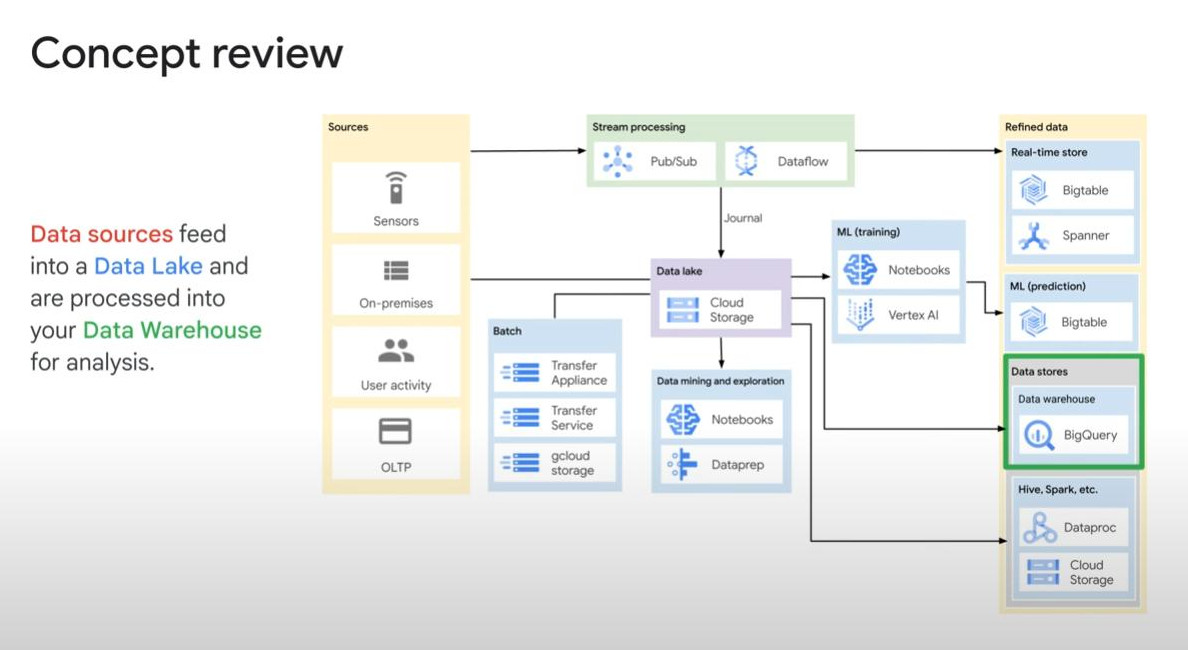 Concept review
Data sources feed
into a Data Lake and
are processed into
your Data Warehouse
for analysis.
Sources
Sensors
On-premises
User activity
OLTP
Stream processing
Pub/Sub
Dataflow
Journal
Batch
Transfer
Appliance
Transfer
Service
gcloud
storage
Data lake
Cloud
Storage
Data mining and exploration
Notebooks
Dataprep
ML (training)
Notebooks
Vertex AI
Refined data
Real-time store
Bigtable
Spanner
ML (prediction)
Bigtable
Data stores
Data warehouse
BigQuery
Hive, Spark, etc.
Dataproc
Cloud
Storage